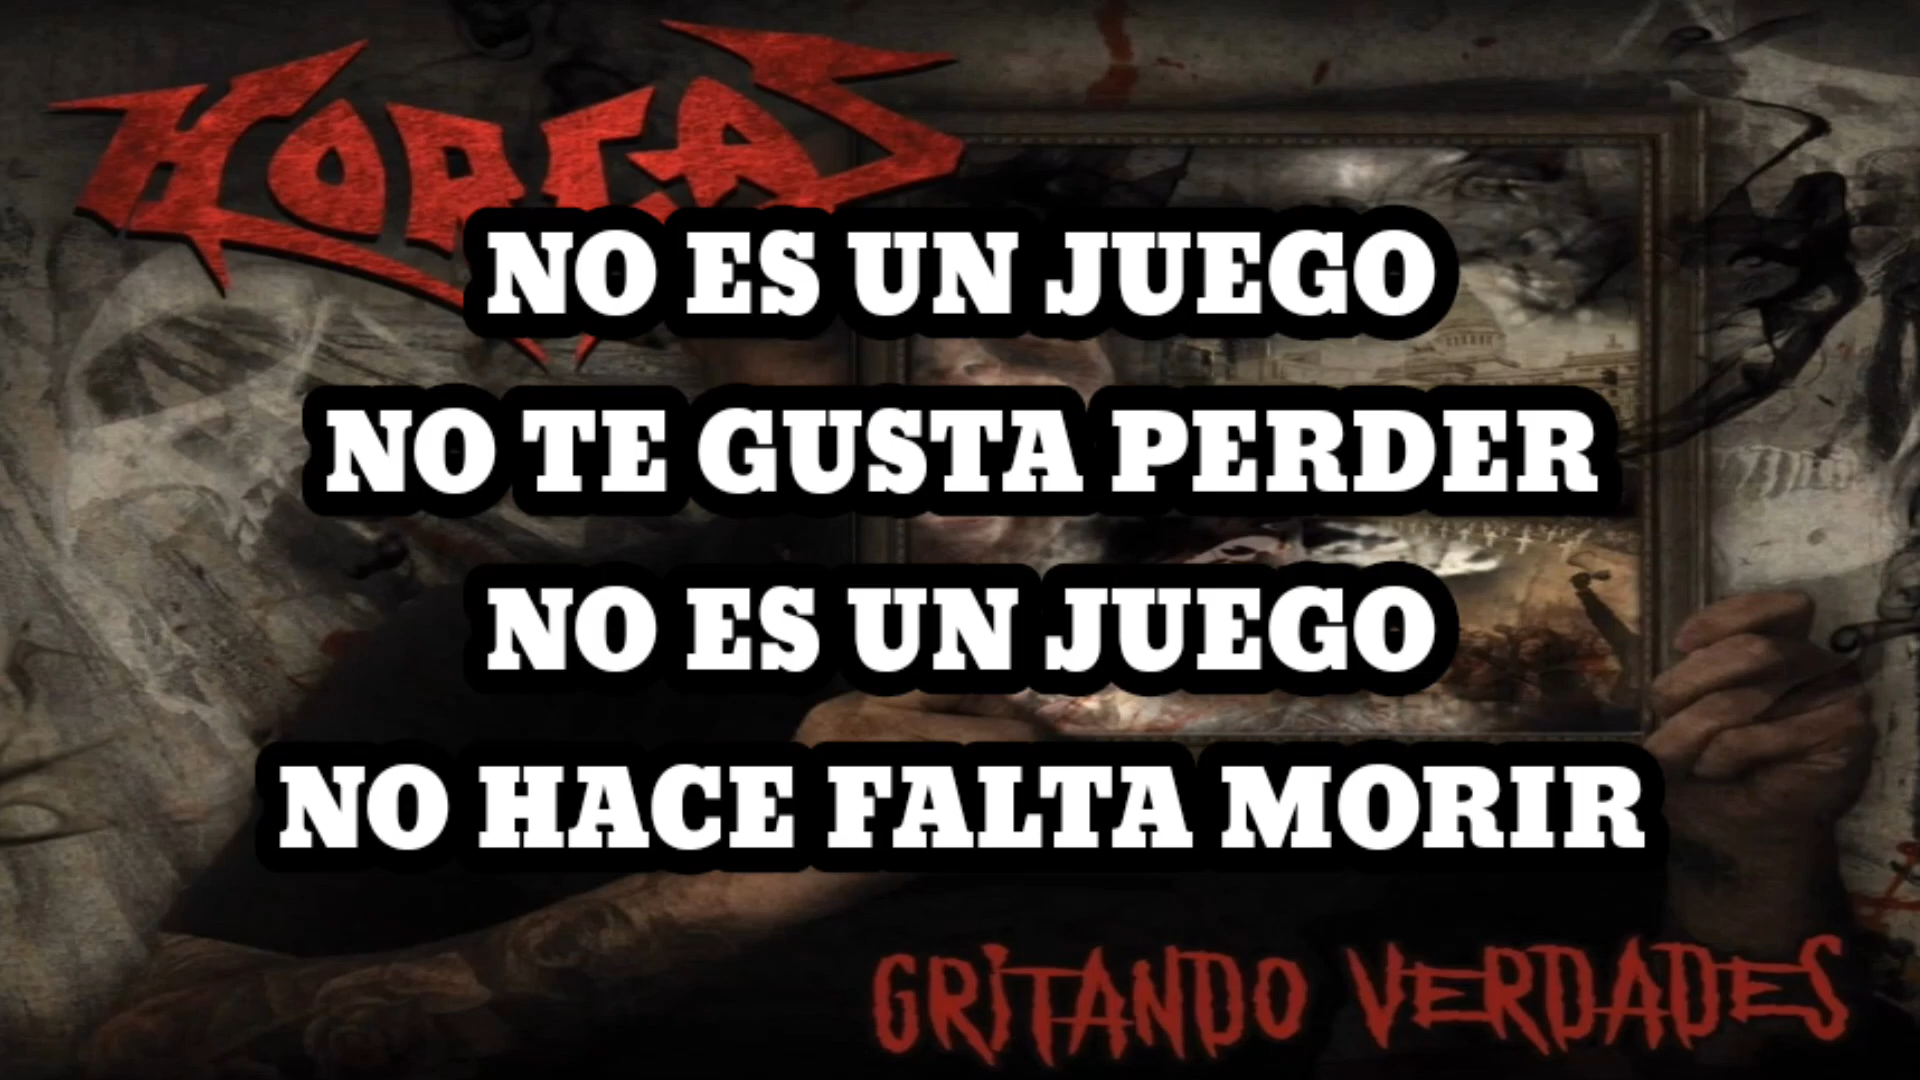 HORCAS
NO ES UN JUEGO
NO TE GUSTA PERDER
NO ES UN JUEGO
NO HACE FALTA MORIR
GRITANDO VERDADES